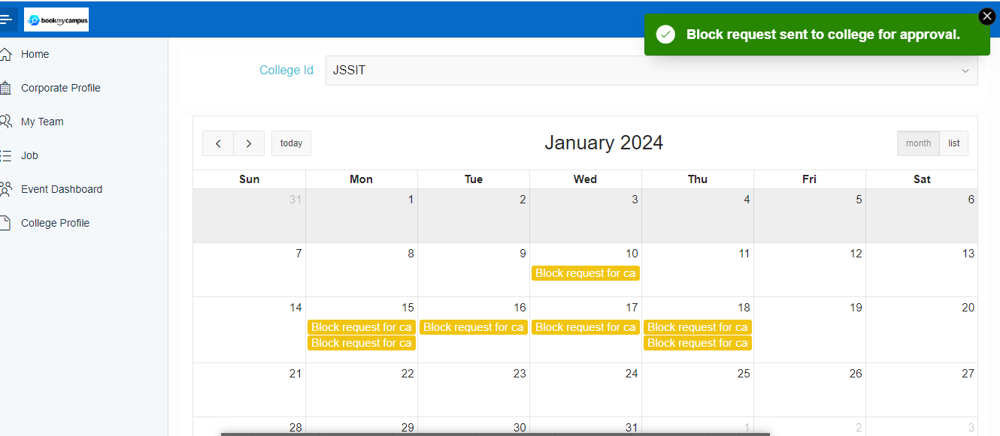 bookmycampus
Block request sent to college for approval.
Home
Corporate Profile
My Team
Job
Event Dashboard
College Profile
College Id
JSSIT
today
January 2024
month
list
Sun Mon Tue Wed Thu Fri Sat
31 1 2 3 4 5 6
7 8 9 10 11 12 13
Block request for ca
14 15 16 17 18 19 20
Block request for ca Block request for ca Block request for ca Block request for ca
Block request for ca Block request for ca
21 22 23 24 25 26 27
28 29 30 31 1 2 3